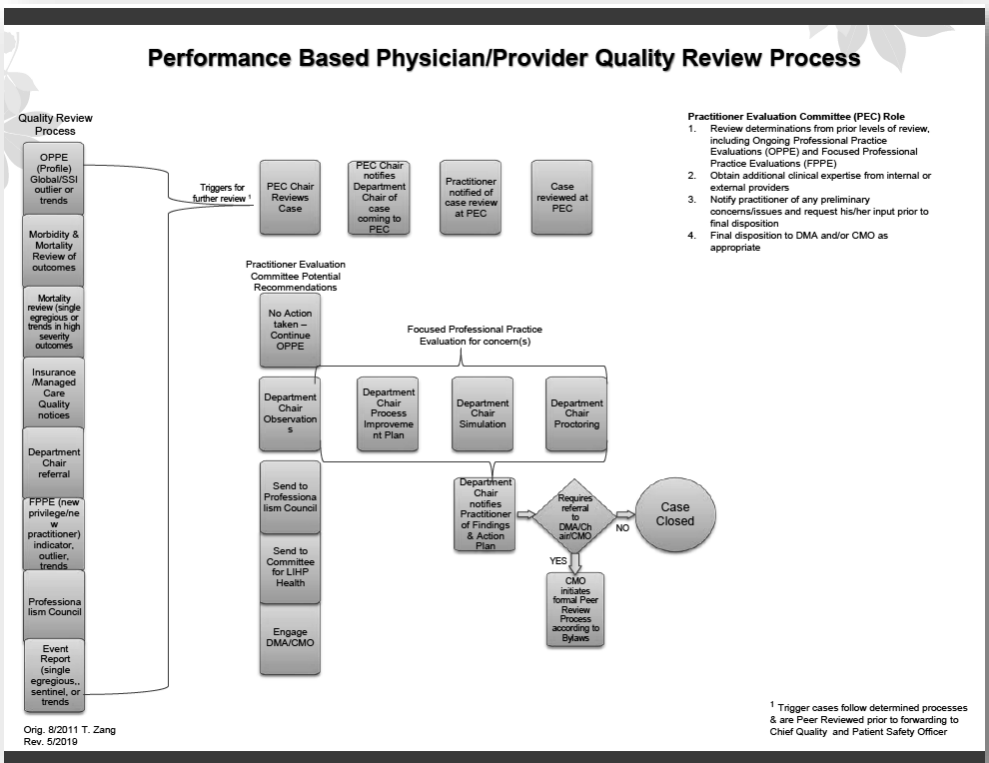 Performance Based Physician/Provider Quality Review Process
Quality Review
Process
OPPE
(Profile)
Global/SSI
outlier or
trends
Morbidity &
Mortality
Review of
outcomes
Mortality
review (single
egregious or
trends in high
severity
outcomes
Insurance
/Managed
Care
Quality
notices
Department
Chair
referral
FPPE (new
privilege/ne
w
practitioner)
indicator,
outlier,
trends
Professiona
lism Council
Event
Report
(single
egregious,,
sentinel, or
trends
Triggers for
further review 1
PEC Chair
Reviews
Case
PEC Chair
notifies
Department
Chair of
case
coming to
PEC
Practitioner
notified of
case review
at PEC
Case
reviewed at
PEC
Practitioner Evaluation Committee (PEC) Role
1. Review determinations from prior levels of review,
including Ongoing Professional Practice
Evaluations (OPPE) and Focused Professional
Practice Evaluations (FPPE)
2. Obtain additional clinical expertise from internal or
external providers
3. Notify practitioner of any preliminary
concerns/issues and request his/her input prior to
final disposition
4. Final disposition to DMA and/or CMO as
appropriate
Practitioner Evaluation
Committee Potential
Recommendations
No Action
taken –
Continue
OPPE
Focused Professional Practice
Evaluation for concern(s)
Department
Chair
Observation
s
Department
Chair
Process
Improveme
nt Plan
Department
Chair
Simulation
Department
Chair
Proctoring
Send to
Professiona
lism Council
Send to
Committee
for LIHP
Health
Engage
DMA/CMO
Department
Chair
notifies
Practitioner
of Findings
& Action
Plan
Requires
referral
to
DMA/Ch
air/CMO
NO
Case
Closed
YES
CMO
initiates
formal Peer
Review
Process
according to
Bylaws
Orig. 8/2011 T. Zang
Rev. 5/2019
1 Trigger cases follow determined processes
& are Peer Reviewed prior to forwarding to
Chief Quality and Patient Safety Officer